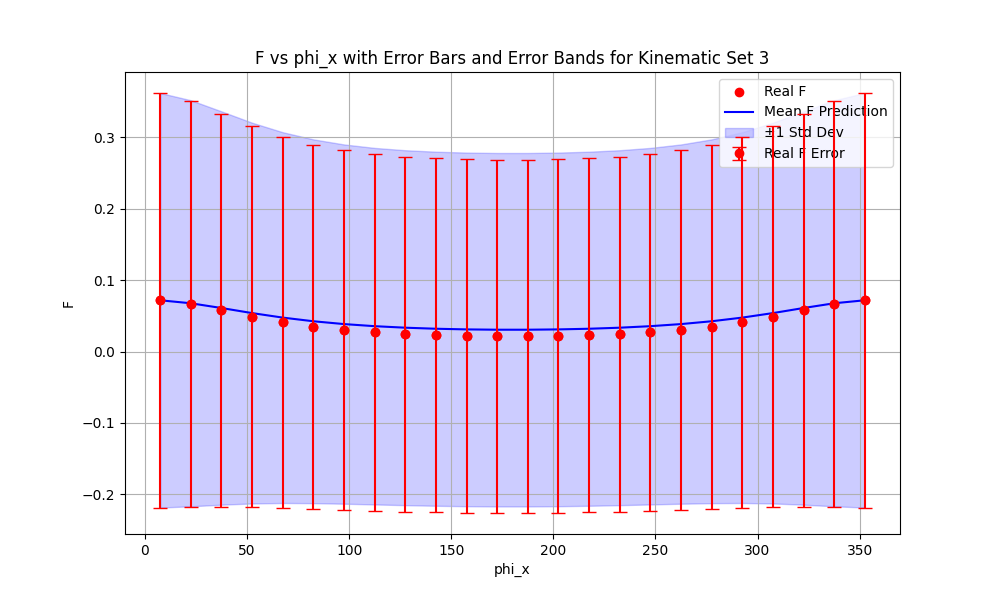 F vs phi_x with Error Bars and Error Bands for Kinematic Set 3
Real F
Mean F Prediction
±1 Std Dev
Real F Error
F
0.3
0.2
0.1
0.0
−0.1
−0.2
0 50 100 150 200 250 300 350
phi_x